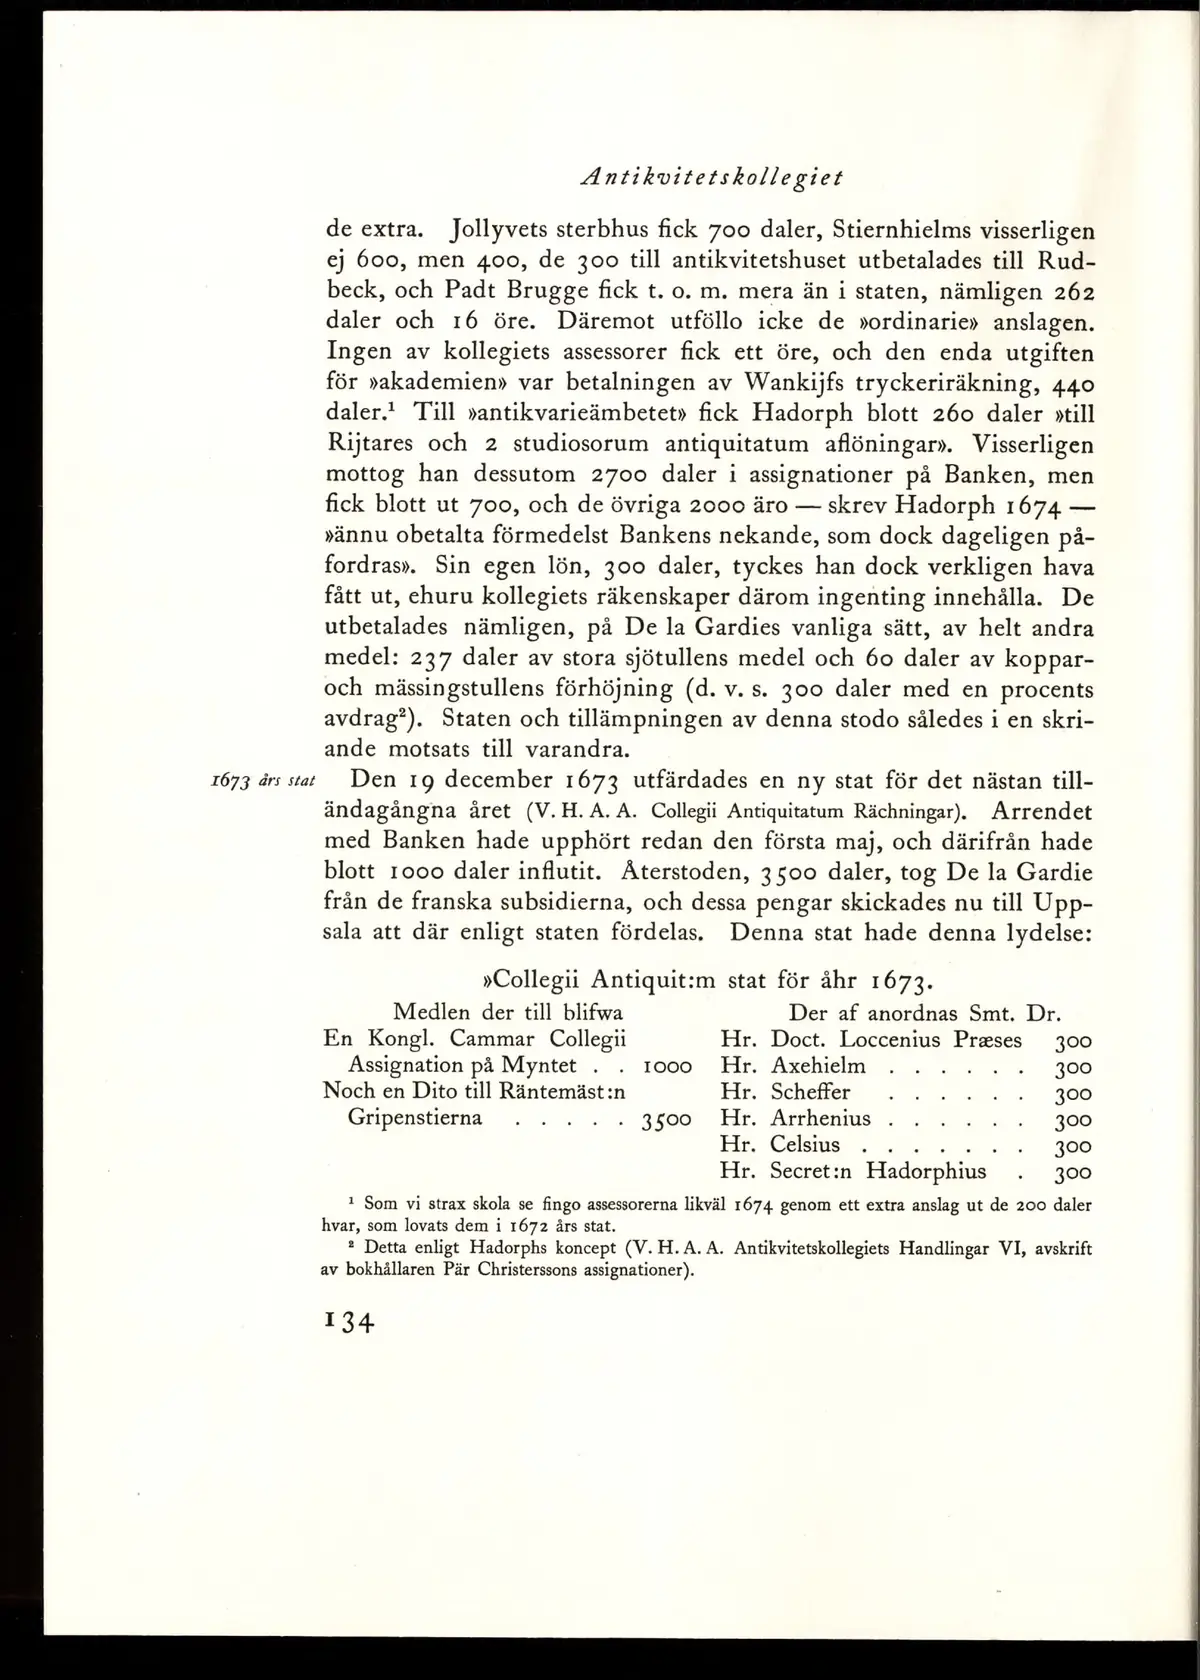 Antikvitetskollegiet
de extra. Jollyvets sterbhus fick 700 daler, Stiernhielms visserligen
ej 600, men 400, de 300 till antikvitetshuset utbetalades till Rud-
beck, och Padt Brugge fick t. o. m. mera än i staten, nämligen 262
daler och 16 öre. Däremot utföllo icke de »ordinarie» anslagen.
Ingen av kollegiets assessorer fick ett öre, och den enda utgiften
för »akademien» var betalningen av Wankijfs tryckeriräkning, 440
daler.¹ Till »antikvarieämbetet» fick Hadorph blott 260 daler »till
Rijtares och 2 studiosorum antiquitatum aflöningar». Visserligen
mottog han dessutom 2700 daler i assignationer på Banken, men
fick blott ut 700, och de övriga 2000 äro — skrev Hadorph 1674 —
»ännu obetalta förmedelst Bankens nekande, som dock dageligen på-
fordras». Sin egen lön, 300 daler, tyckes han dock verkligen hava
fått ut, ehuru kollegiets räkenskaper därom ingenting innehålla. De
utbetalades nämligen, på De la Gardies vanliga sätt, av helt andra
medel: 237 daler av stora sjötullens medel och 60 daler av koppar-
och mässingstullens förhöjning (d. v. s. 300 daler med en procents
avdrag²). Staten och tillämpningen av denna stodo således i en skri-
ande motsats till varandra.
1673 års stat Den 19 december 1673 utfärdades en ny stat för det nästan till-
ändagångna året (V. H. A. A. Collegii Antiquitatum Rächningar). Arrendet
med Banken hade upphört redan den första maj, och därifrån hade
blott 1000 daler influtit. Återstoden, 3500 daler, tog De la Gardie
från de franska subsidierna, och dessa pengar skickades nu till Upp-
sala att där enligt staten fördelas. Denna stat hade denna lydelse:
»Collegii Antiquit:m stat för åhr 1673.
Medlen der till blifwa Der af anordnas Smt. Dr.
En Kongl. Cammar Collegii Hr. Doct. Loccenius Præses 300
Assignation på Myntet . . 1000 Hr. Axehielm . . . . . . 300
Noch en Dito till Räntemäst:n Hr. Scheffer . . . . . . 300
Gripenstierna . . . . . 3500 Hr. Arrhenius . . . . . . 300
Hr. Celsius . . . . . . . 300
Hr. Secret:n Hadorphius . 300
¹ Som vi strax skola se fingo assessorerna likväl 1674 genom ett extra anslag ut de 200 daler
hvar, som lovats dem i 1672 års stat.
² Detta enligt Hadorphs koncept (V. H. A. A. Antikvitetskollegiets Handlingar VI, avskrift
av bokhållaren Pär Christerssons assignationer).
134